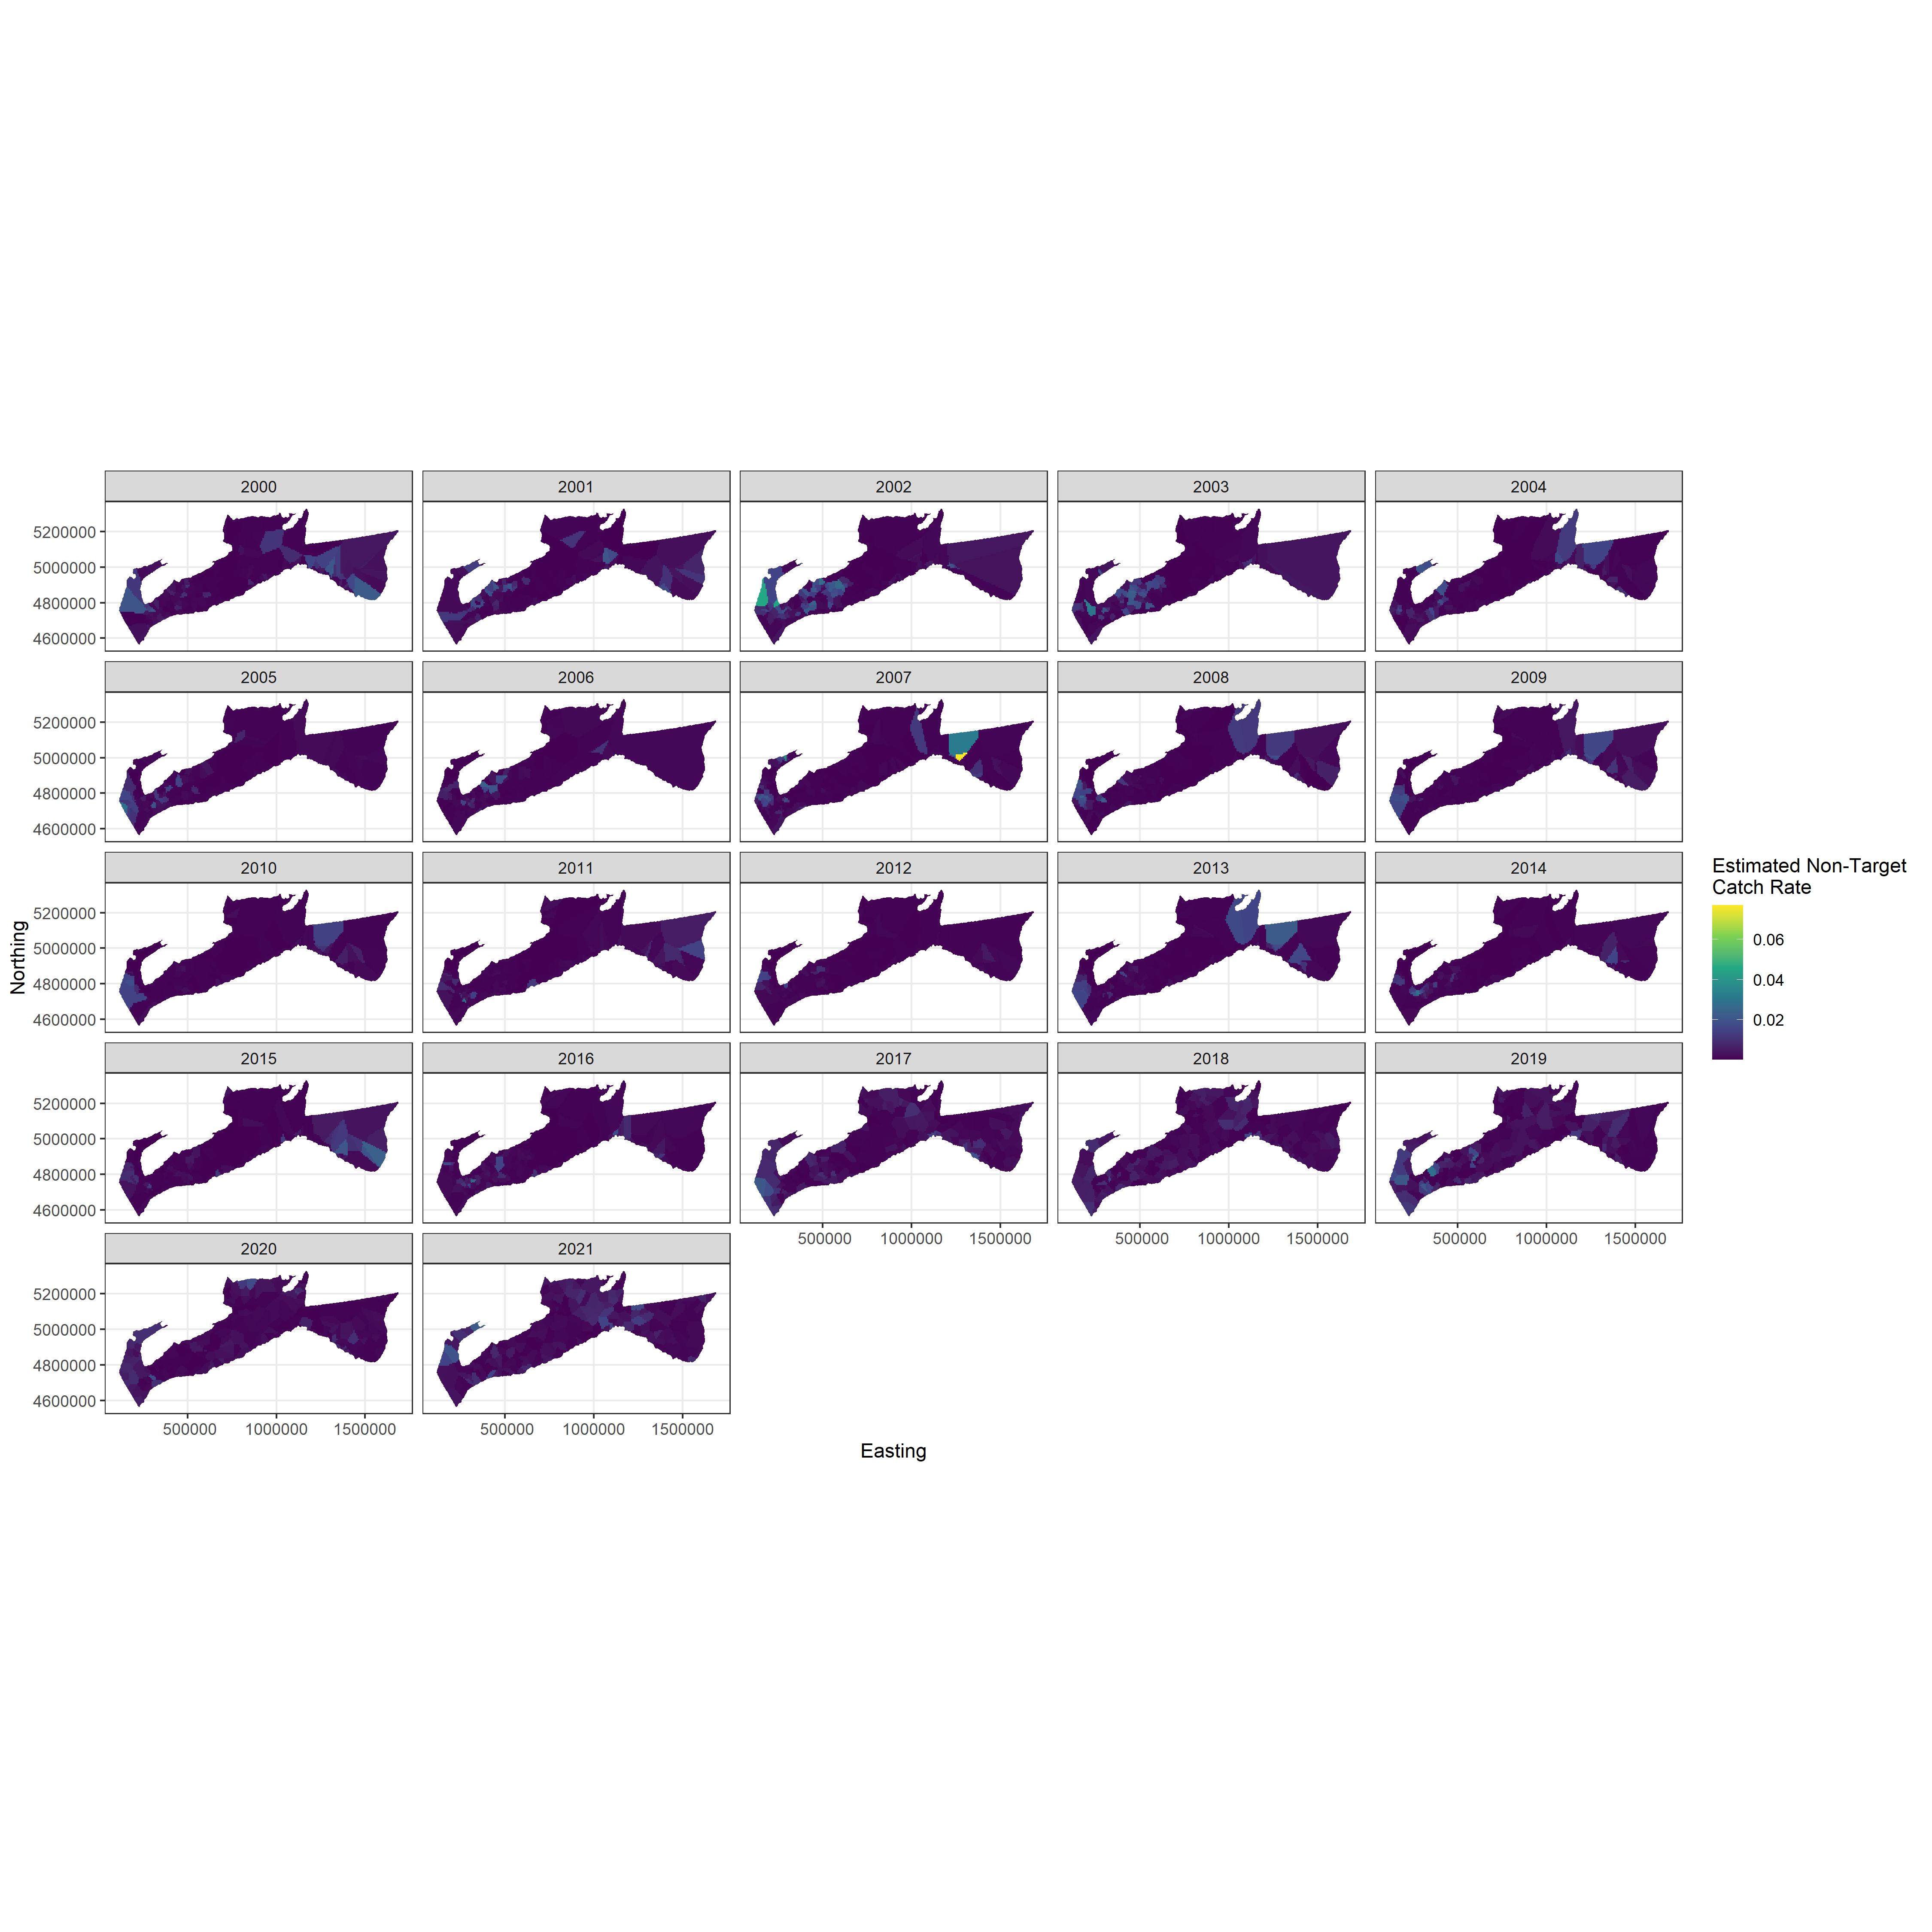 2000 2001 2002 2003 2004
5200000
5000000
4800000
4600000
2005 2006 2007 2008 2009
5200000
5000000
4800000
4600000
2010 2011 2012 2013 2014
5200000
5000000
4800000
4600000
2015 2016 2017 2018 2019
5200000
5000000
4800000
4600000
500000 1000000 1500000 500000 1000000 1500000 500000 1000000 1500000
2020 2021
5200000
5000000
4800000
4600000
500000 1000000 1500000 500000 1000000 1500000
Easting
Northing
Estimated Non-Target
Catch Rate
0.06
0.04
0.02